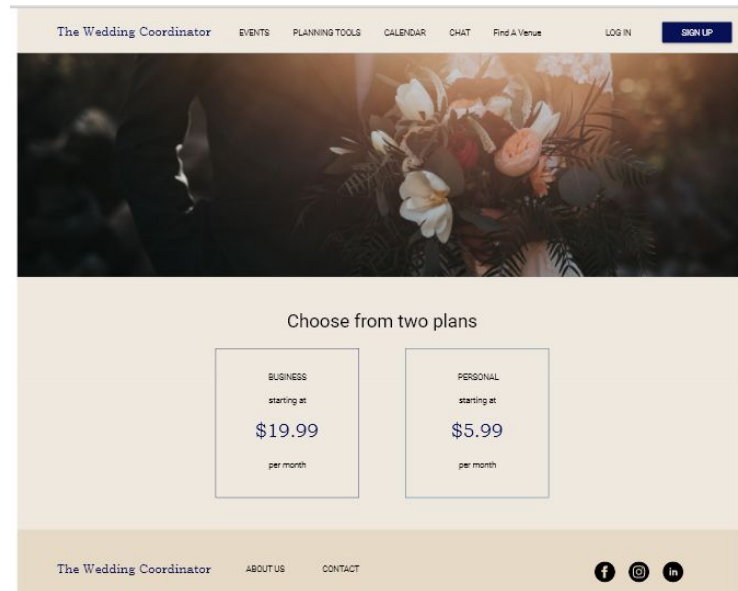 The Wedding Coordinator EVENTS PLANNING TOOLS CALENDAR CHAT Find A Venue LOG IN SIGN UP
Choose from two plans
BUSINESS
starting at
$19.99
per month
PERSONAL
starting at
$5.99
per month
The Wedding Coordinator ABOUT US CONTACT f in